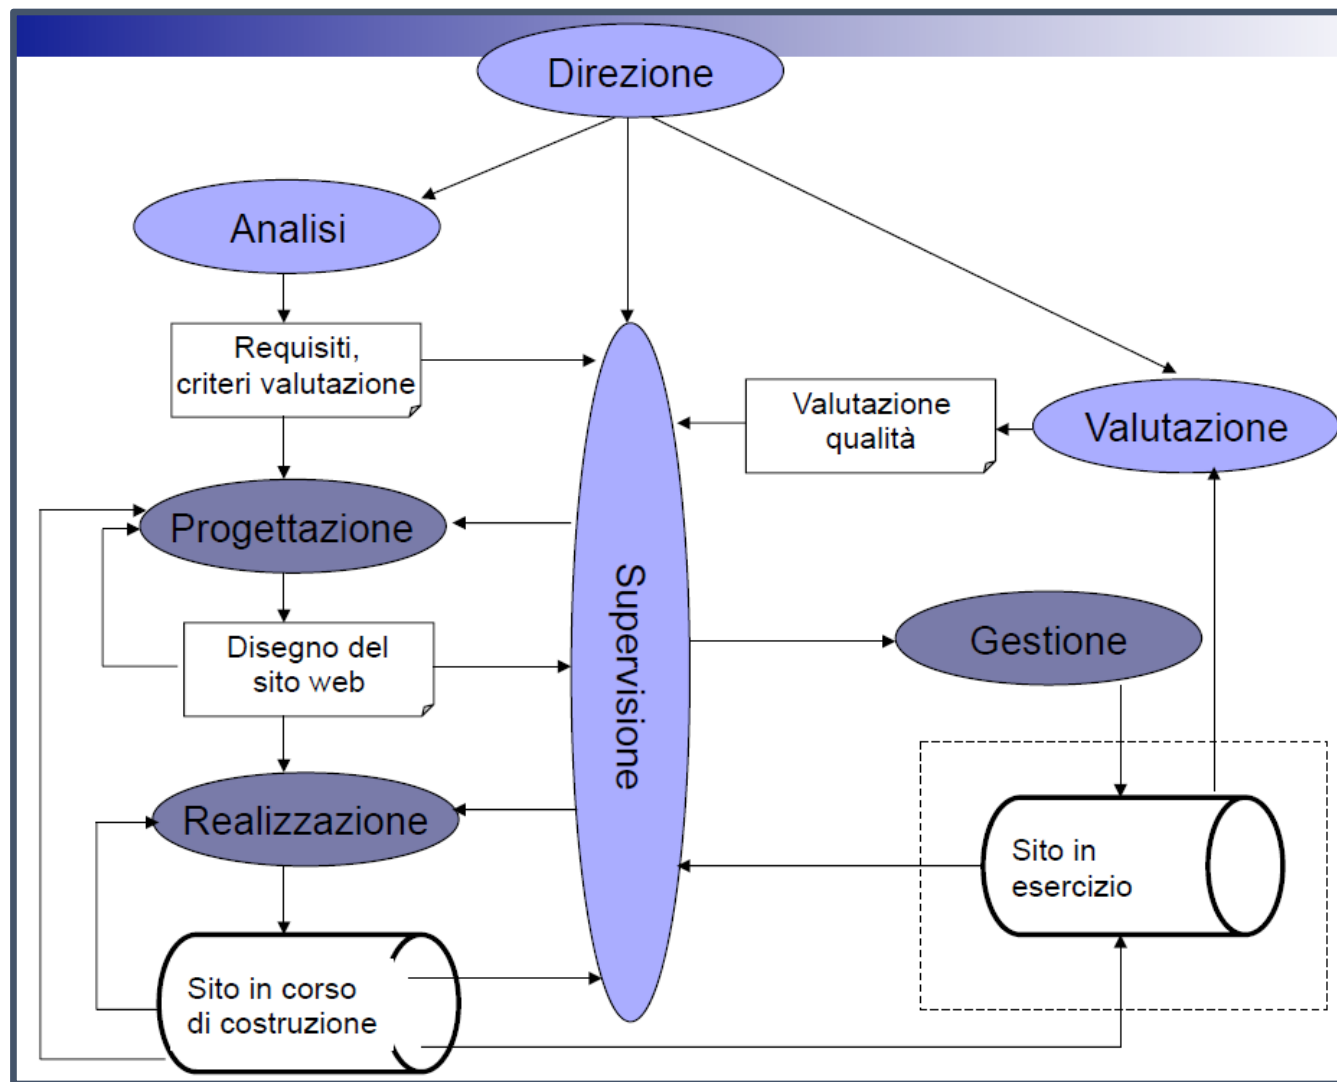 Direzione
Analisi
Requisiti,
criteri valutazione
Valutazione
qualità
Valutazione
Progettazione
Supervisione
Disegno del
sito web
Gestione
Realizzazione
Sito in
esercizio
Sito in corso
di costruzione